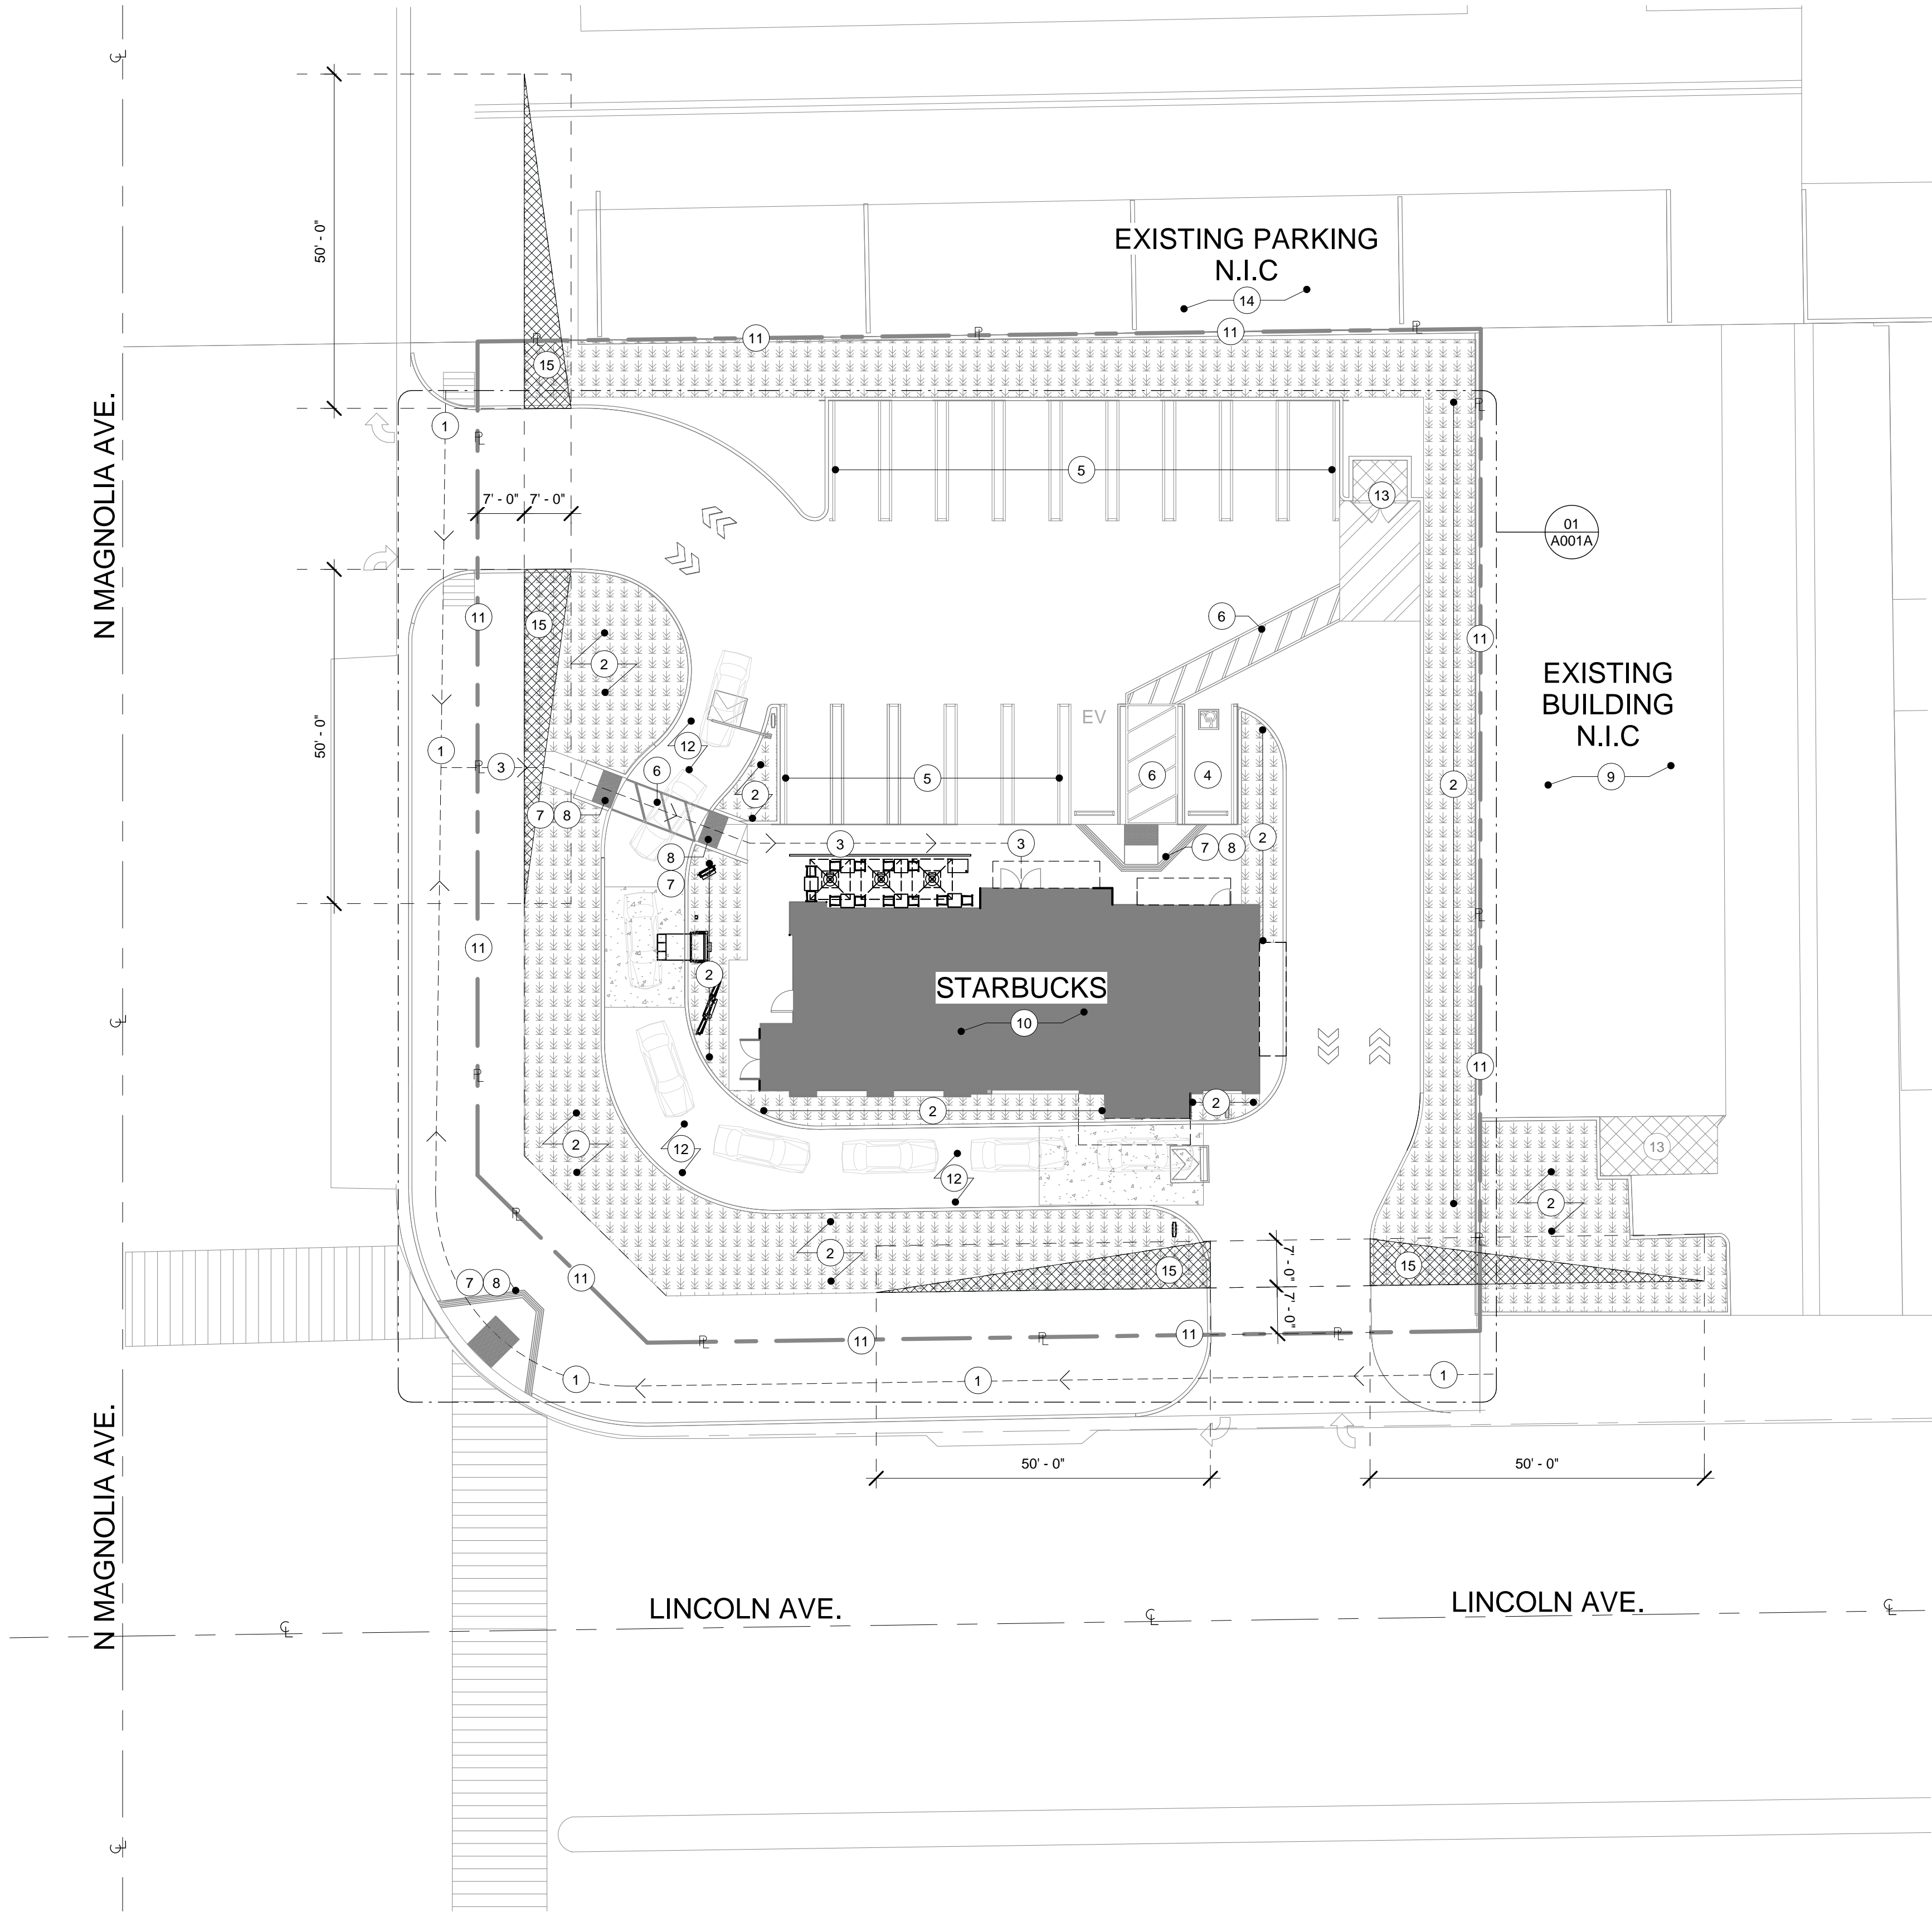 N MAGNOLIA AVE.
50' - 0"
EXISTING PARKING
N.I.C
14
11
11
15
1
5
7' - 0"
7' - 0"
13
01
A001A
11
15
6
11
2
EXISTING
BUILDING
N.I.C
50' - 0"
EV
12
1
3
6
5
6
4
9
2
2
7
8
2
3
3
7
8
8
7
11
2
STARBUCKS
10
11
2
2
2
12
13
12
2
2
7' - 0"
15
15
7
8
11
7' - 0"
11
11
1
1
1
50' - 0"
50' - 0"
N MAGNOLIA AVE.
LINCOLN AVE.
LINCOLN AVE.